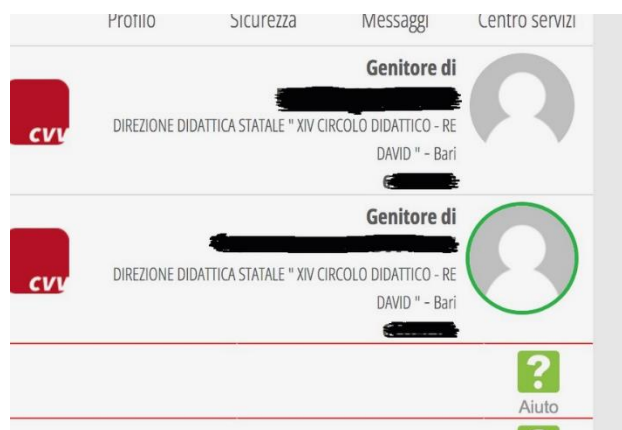 Profilo Sicurezza Messaggi Centro servizi
Genitore di
CVV
DIREZIONE DIDATTICA STATALE " XIV CIRCOLO DIDATTICO - RE
DAVID " - Bari
Genitore di
CVV
DIREZIONE DIDATTICA STATALE " XIV CIRCOLO DIDATTICO - RE
DAVID " - Bari
?
Aiuto